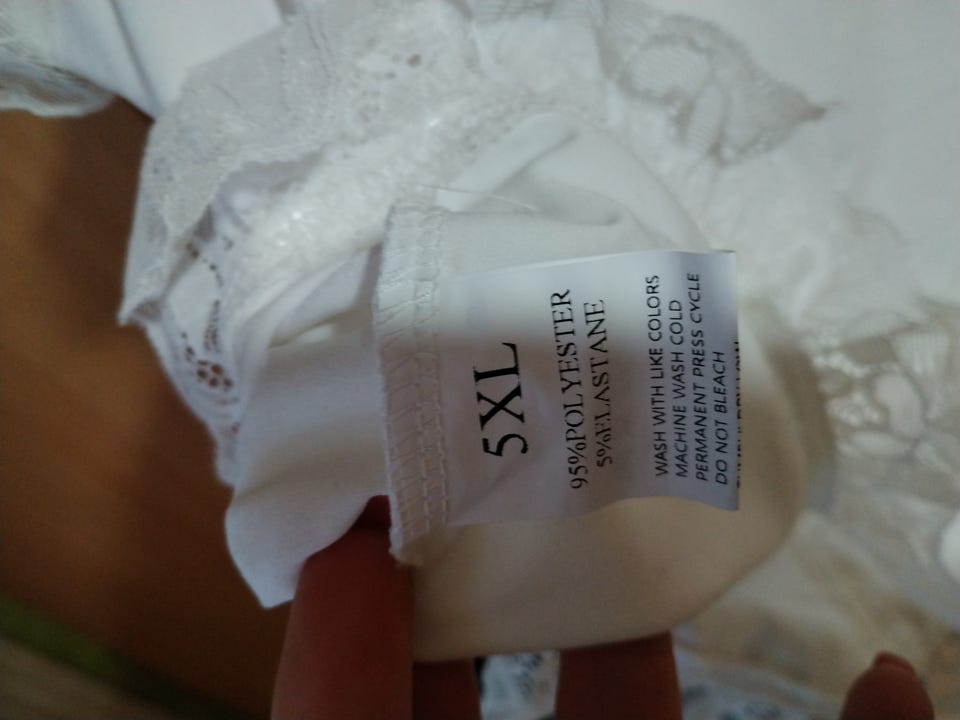 5XL
95%POLYESTER
5%ELASTANE
WASH WITH LIKE COLORS
MACHINE WASH COLD
PERMANENT PRESS CYCLE
DO NOT BLEACH